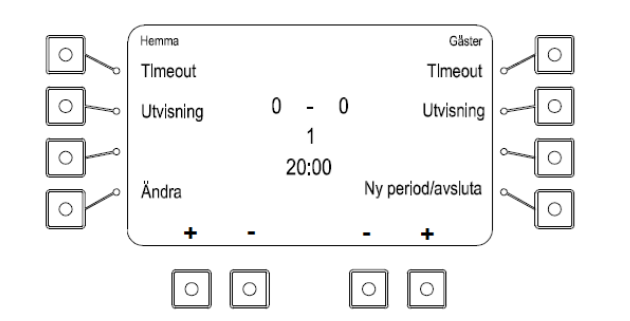 Hemma Gäster
TImeout TImeout
Utvisning 0 - 0 Utvisning
1
20:00
Ändra Ny period/avsluta
+ - - +